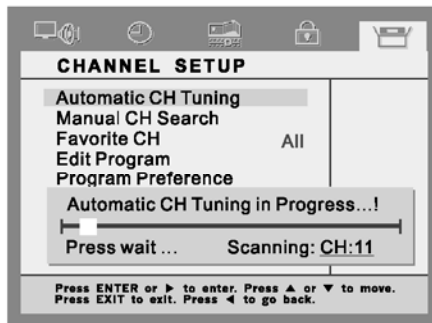 CHANNEL SETUP
Automatic CH Tuning
Manual CH Search
Favorite CH All
Edit Program
Program Preference
Automatic CH Tuning in Progress...!
Press wait ... Scanning: CH:11
Press ENTER or ▶ to enter. Press ▲ or ▼ to move.
Press EXIT to exit. Press ◀ to go back.